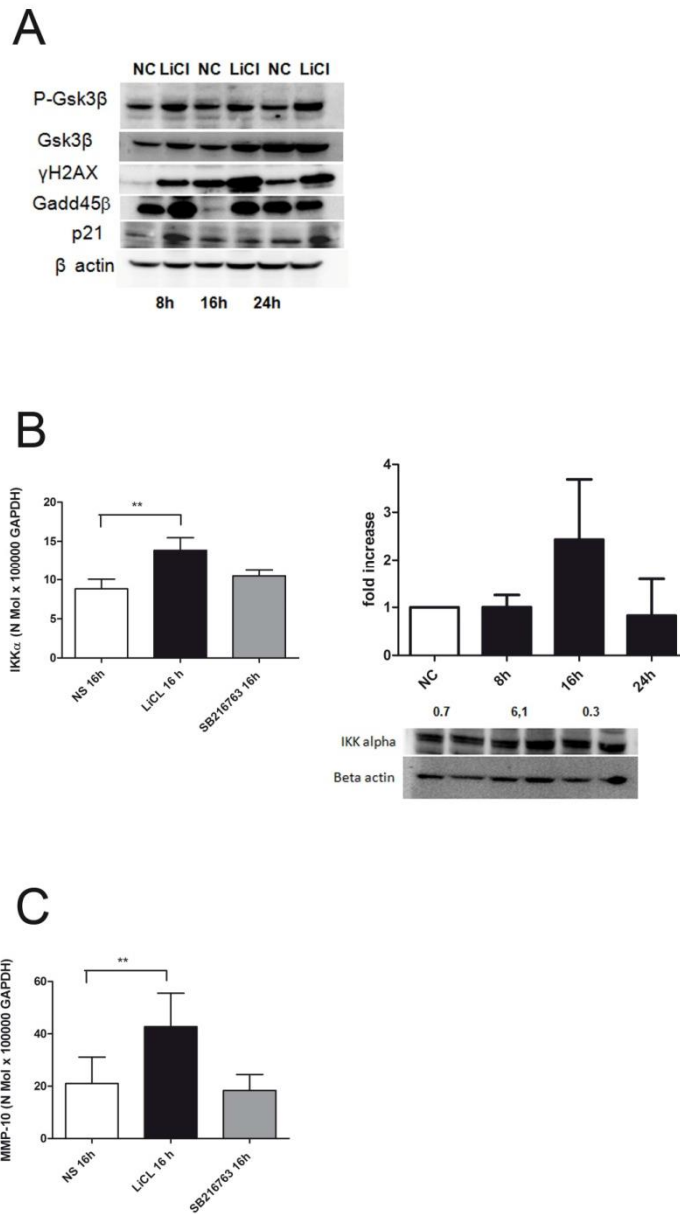 A
NC LiCl NC LiCl NC LiCl
P-Gsk3β
Gsk3β
γH2AX
Gadd45β
p21
β actin
8h 16h 24h
B
IKKα (N Mol x 100000 GAPDH)
20
15
10
5
0
**
NS 16h
LiCL 16 h
SB216763 16h
fold increase
4
3
2
1
0
NC
8h
16h
24h
0.7 6,1 0.3
IKK alpha
Beta actin
C
MMP-10 (N Mol x 100000 GAPDH)
60
40
20
0
**
NS 16h
LiCL 16 h
SB216763 16h